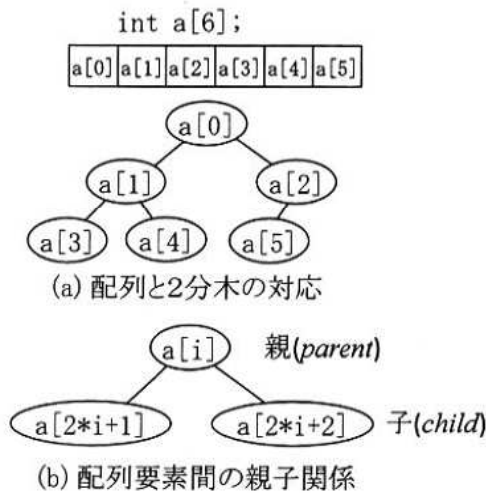 int a[6];
a[0] a[1] a[2] a[3] a[4] a[5]
a[0]
a[1] a[2]
a[3] a[4] a[5]
(a) 配列と2分木の対応
a[i] 親(parent)
a[2*i+1] a[2*i+2] 子(child)
(b) 配列要素間の親子関係